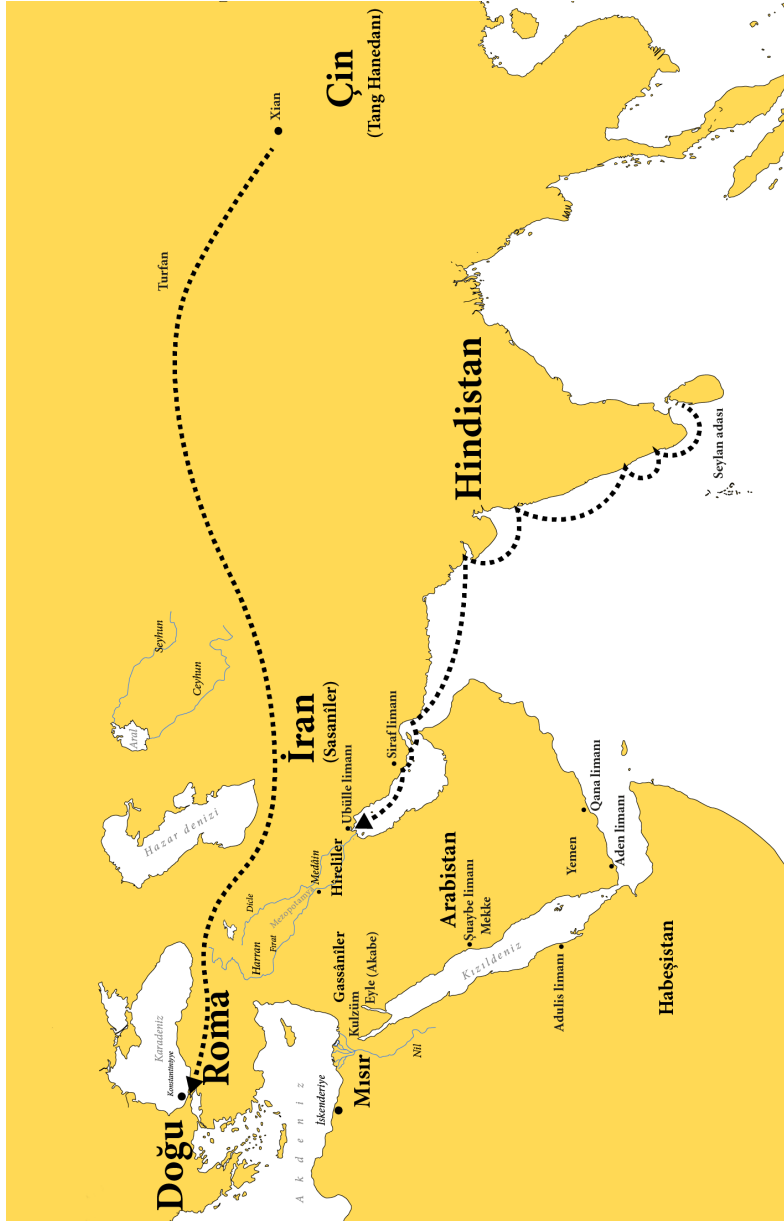 Çin
(Tang Hanedanı)
Xian
Turfan
Hindistan
Seylan adası
Seyhun
Ceyhun
Aral
Hazar denizi
İran
(Sasanîler)
Siraf limanı
Ubülle limanı
Hîreliler
Medâin
Mezopotamya
Dicle
Fırat
Harran
Arabistan
Şuaybe limanı
Mekke
Yemen
Qana limanı
Aden limanı
Kızıldeniz
Adulis limanı
Habeşistan
Gassânîler
Eyle (Akabe)
Kulzüm
Mısır
Nil
İskenderiye
Akdeniz
Karadeniz
Konstantiniyye
Doğu Roma